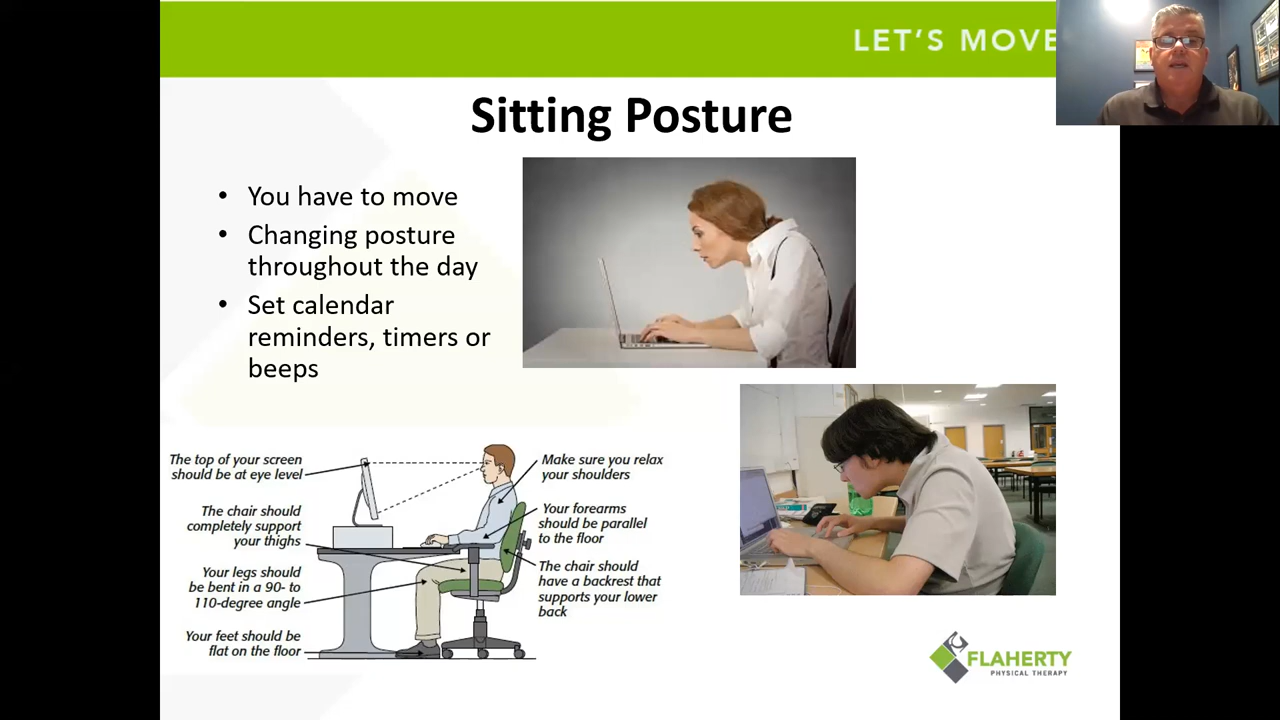 LET'S MOVE
Sitting Posture
• You have to move
• Changing posture
throughout the day
• Set calendar
reminders, timers or
beeps
The top of your screen
should be at eye level
The chair should
completely support
your thighs
Your legs should
be bent in a 90- to
110-degree angle
Your feet should be
flat on the floor
Make sure you relax
your shoulders
Your forearms
should be parallel
to the floor
The chair should
have a backrest that
supports your lower
back
FLAHERTY
PHYSICAL THERAPY